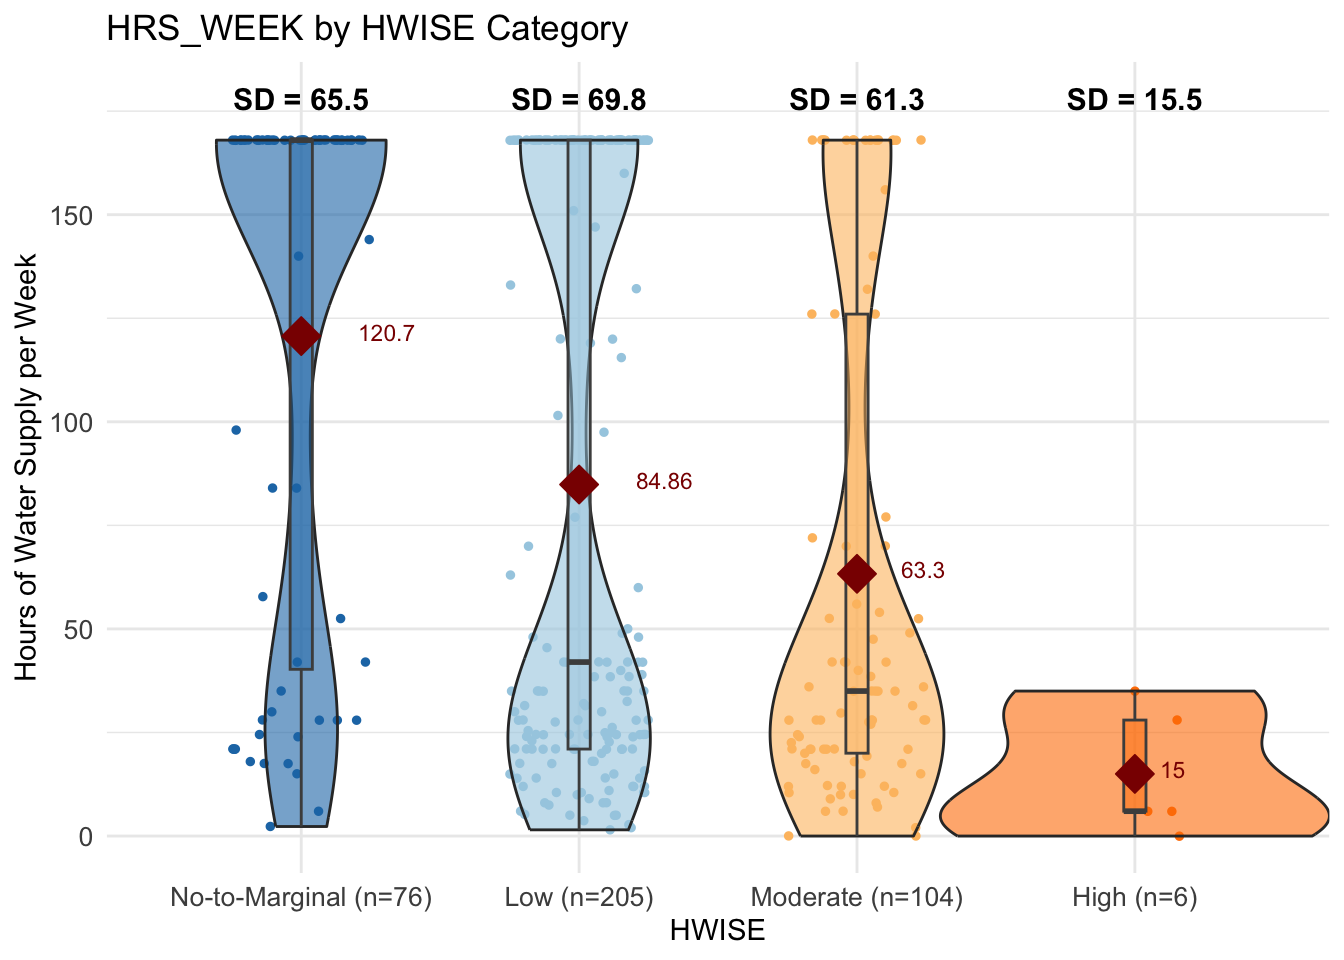 HRS_WEEK by HWISE Category
SD = 65.5 SD = 69.8 SD = 61.3 SD = 15.5
150
120.7
100
84.86
63.3
50
15
0
Hours of Water Supply per Week
No-to-Marginal (n=76) Low (n=205) Moderate (n=104) High (n=6)
HWISE